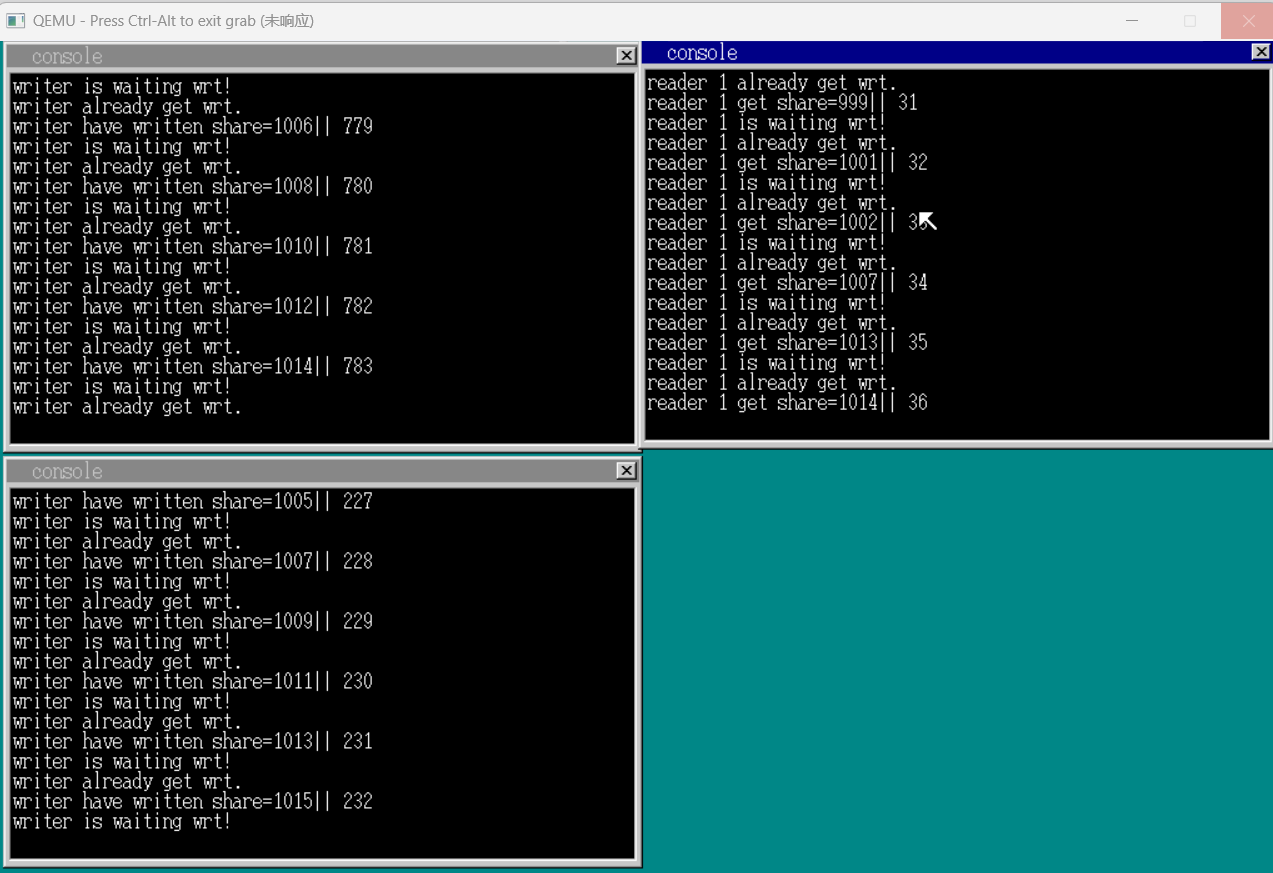 QEMU - Press Ctrl-Alt to exit grab (未响应)
console
writer is waiting wrt!
writer already get wrt.
writer have written share=1006|| 779
writer is waiting wrt!
writer already get wrt.
writer have written share=1008|| 780
writer is waiting wrt!
writer already get wrt.
writer have written share=1010|| 781
writer is waiting wrt!
writer already get wrt.
writer have written share=1012|| 782
writer is waiting wrt!
writer already get wrt.
writer have written share=1014|| 783
writer is waiting wrt!
writer already get wrt.
console
reader 1 already get wrt.
reader 1 get share=999|| 31
reader 1 is waiting wrt!
reader 1 already get wrt.
reader 1 get share=1001|| 32
reader 1 is waiting wrt!
reader 1 already get wrt.
reader 1 get share=1002||
reader 1 is waiting wrt!
reader 1 already get wrt.
reader 1 get share=1007|| 34
reader 1 is waiting wrt!
reader 1 already get wrt.
reader 1 get share=1013|| 35
reader 1 is waiting wrt!
reader 1 already get wrt.
reader 1 get share=1014|| 36
console
writer have written share=1005|| 227
writer is waiting wrt!
writer already get wrt.
writer have written share=1007|| 228
writer is waiting wrt!
writer already get wrt.
writer have written share=1009|| 229
writer is waiting wrt!
writer already get wrt.
writer have written share=1011|| 230
writer is waiting wrt!
writer already get wrt.
writer have written share=1013|| 231
writer is waiting wrt!
writer already get wrt.
writer have written share=1015|| 232
writer is waiting wrt!